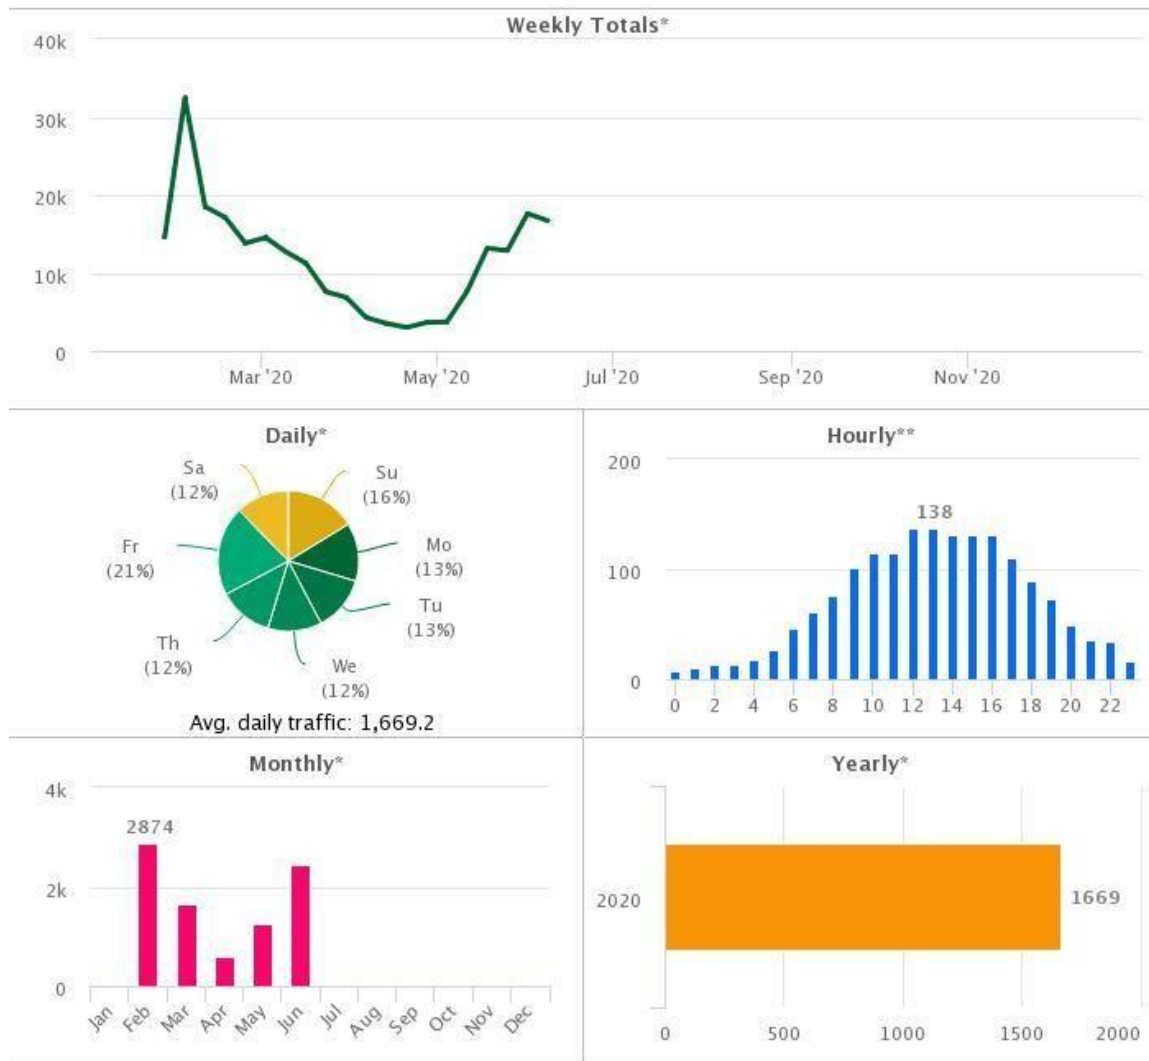 Weekly Totals*
40k
30k
20k
10k
0
Mar '20 May '20 Jul '20 Sep '20 Nov '20
Daily*
Sa
(12%)
Su
(16%)
Fr
(21%)
Mo
(13%)
Tu
(13%)
Th
(12%)
We
(12%)
Avg. daily traffic: 1,669.2
Hourly**
200
138
100
0
0 2 4 6 8 10 12 14 16 18 20 22
Monthly*
4k
2874
2k
0
Jan Feb Mar Apr May Jun Jul Aug Sep Oct Nov Dec
Yearly*
2020
1669
0 500 1000 1500 2000